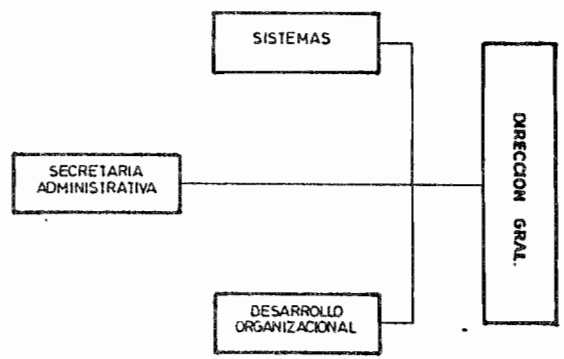 SISTEMAS
SECRETARIA
ADMINISTRATIVA
DIRECCION GRAL.
DESARROLLO
ORGANIZACIONAL